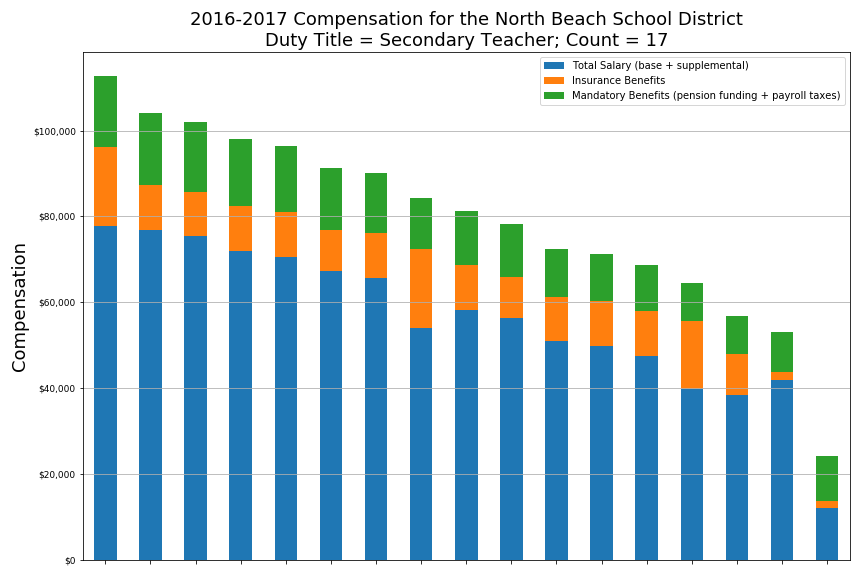 2016-2017 Compensation for the North Beach School District
Duty Title = Secondary Teacher; Count = 17
Total Salary (base + supplemental)
Insurance Benefits
Mandatory Benefits (pension funding + payroll taxes)
$100,000
$80,000
$60,000
$40,000
$20,000
$0
Compensation